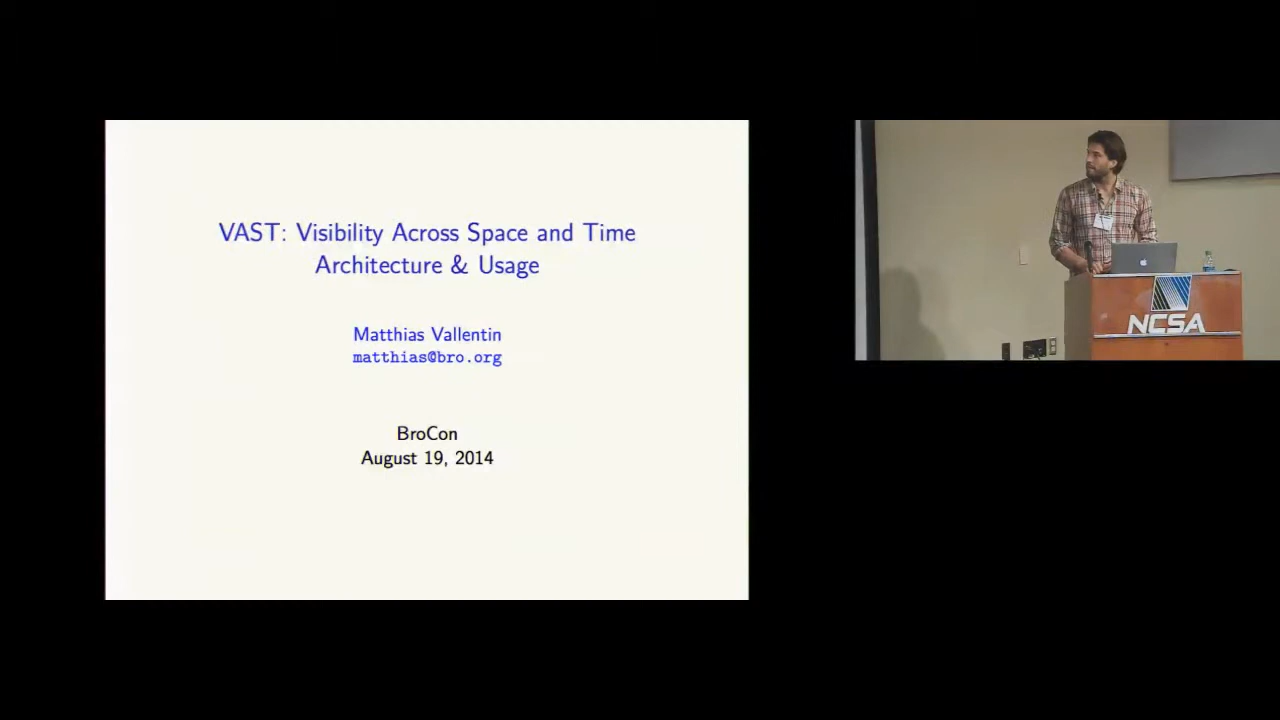 VAST: Visibility Across Space and Time
Architecture & Usage
Matthias Vallentin
matthias@bro.org
BroCon
August 19, 2014
NCSA